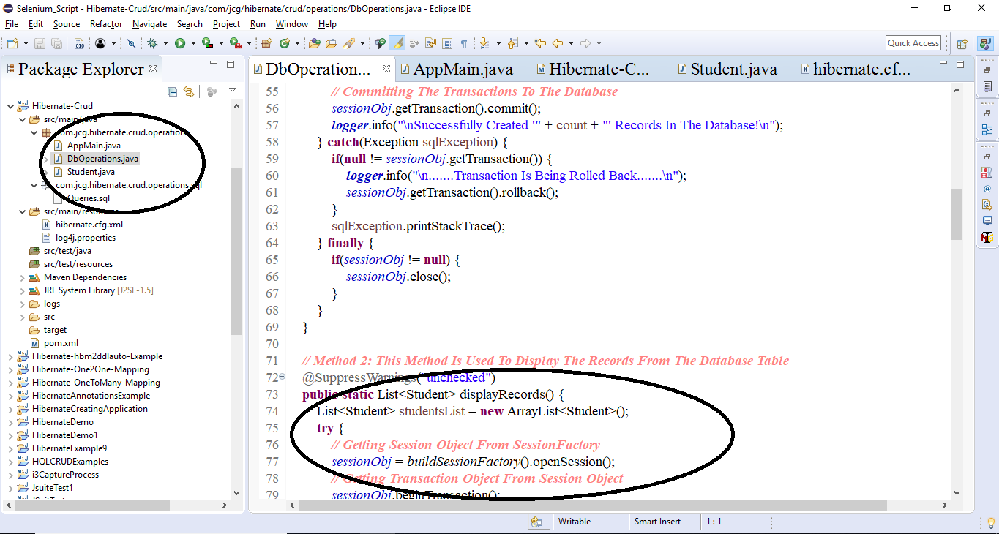 Selenium_Script - Hibernate-Crud/src/main/java/com/jcg/hibernate/crud/operations/DbOperations.java - Eclipse IDE
File Edit Source Refactor Navigate Search Project Run Window Help
Quick Access
Package Explorer
Hibernate-Crud
src/main/java
com.jcg.hibernate.crud.operations
AppMain.java
DbOperations.java
Student.java
com.jcg.hibernate.crud.operations.sql
Queries.sql
src/main/resources
hibernate.cfg.xml
log4j.properties
src/test/java
src/test/resources
Maven Dependencies
JRE System Library [J2SE-1.5]
logs
src
target
pom.xml
Hibernate-hbm2ddlauto-Example
Hibernate-One2One-Mapping
Hibernate-OneToMany-Mapping
HibernateAnnotationsExample
HibernateCreatingApplication
HibernateDemo
HibernateDemo1
HibernateExample9
HQLCRUDExamples
i3CaptureProcess
JsuiteTest1
DbOperation... AppMain.java Hibernate-C... Student.java hibernate.cf...
55 // Committing The Transactions To The Database
56 sessionObj.getTransaction().commit();
57 logger.info("\nSuccessfully Created '" + count + "' Records In The Database!\n");
58 } catch(Exception sqlException) {
59 if(null != sessionObj.getTransaction()) {
60 logger.info("\n.......Transaction Is Being Rolled Back.......\n");
61 sessionObj.getTransaction().rollback();
62 }
63 sqlException.printStackTrace();
64 } finally {
65 if(sessionObj != null) {
66 sessionObj.close();
67 }
68 }
69 }
70
71 // Method 2: This Method Is Used To Display The Records From The Database Table
72 @SuppressWarnings("unchecked")
73 public static List<Student> displayRecords() {
74 List<Student> studentsList = new ArrayList<Student>();
75 try {
76 // Getting Session Object From SessionFactory
77 sessionObj = buildSessionFactory().openSession();
78 // Getting Transaction Object From Session Object
79 sessionObj.beginTransaction();
Writable Smart Insert 1 : 1